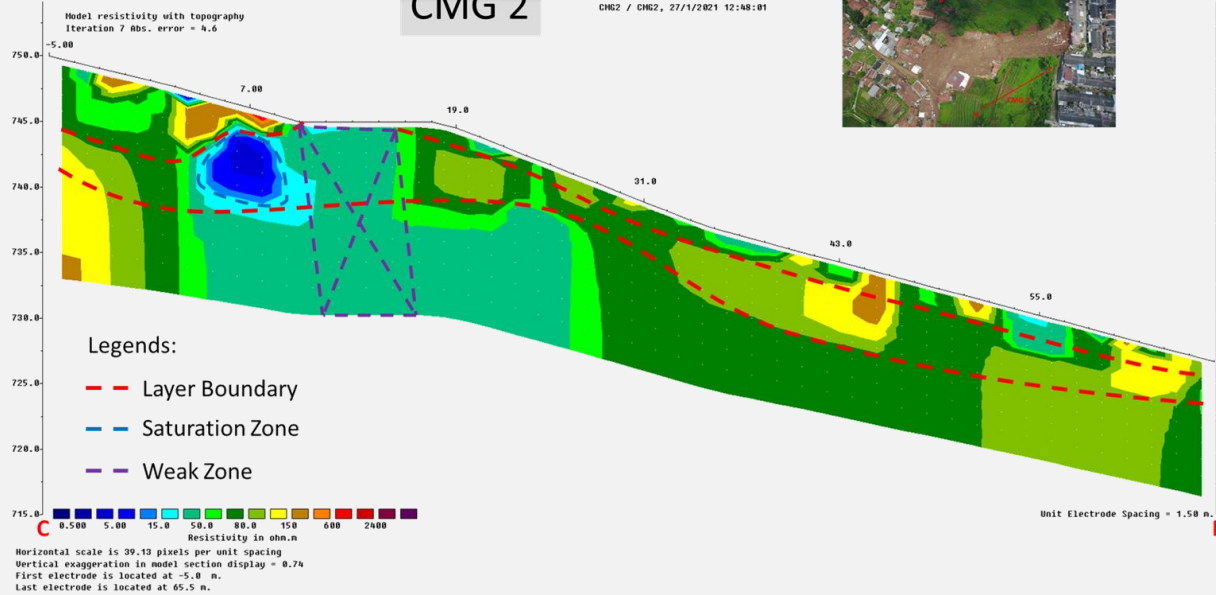 CMG 2
CMG2 / CMG2, 27/1/2021 12:48:01
Model resistivity with topography
Iteration 7 Abs. error = 4.6
-5.00
750.0
7.00
745.0
19.0
740.0
31.0
735.0
43.0
730.0
55.0
725.0
720.0
715.0
Legends:
Layer Boundary
Saturation Zone
Weak Zone
C
0.500 5.00 15.0 50.0 80.0 150 600 2400
Resistivity in ohm.m
Unit Electrode Spacing = 1.50 m.
Horizontal scale is 39.13 pixels per unit spacing
Vertical exaggeration in model section display = 0.74
First electrode is located at -5.0 m.
Last electrode is located at 65.5 m.